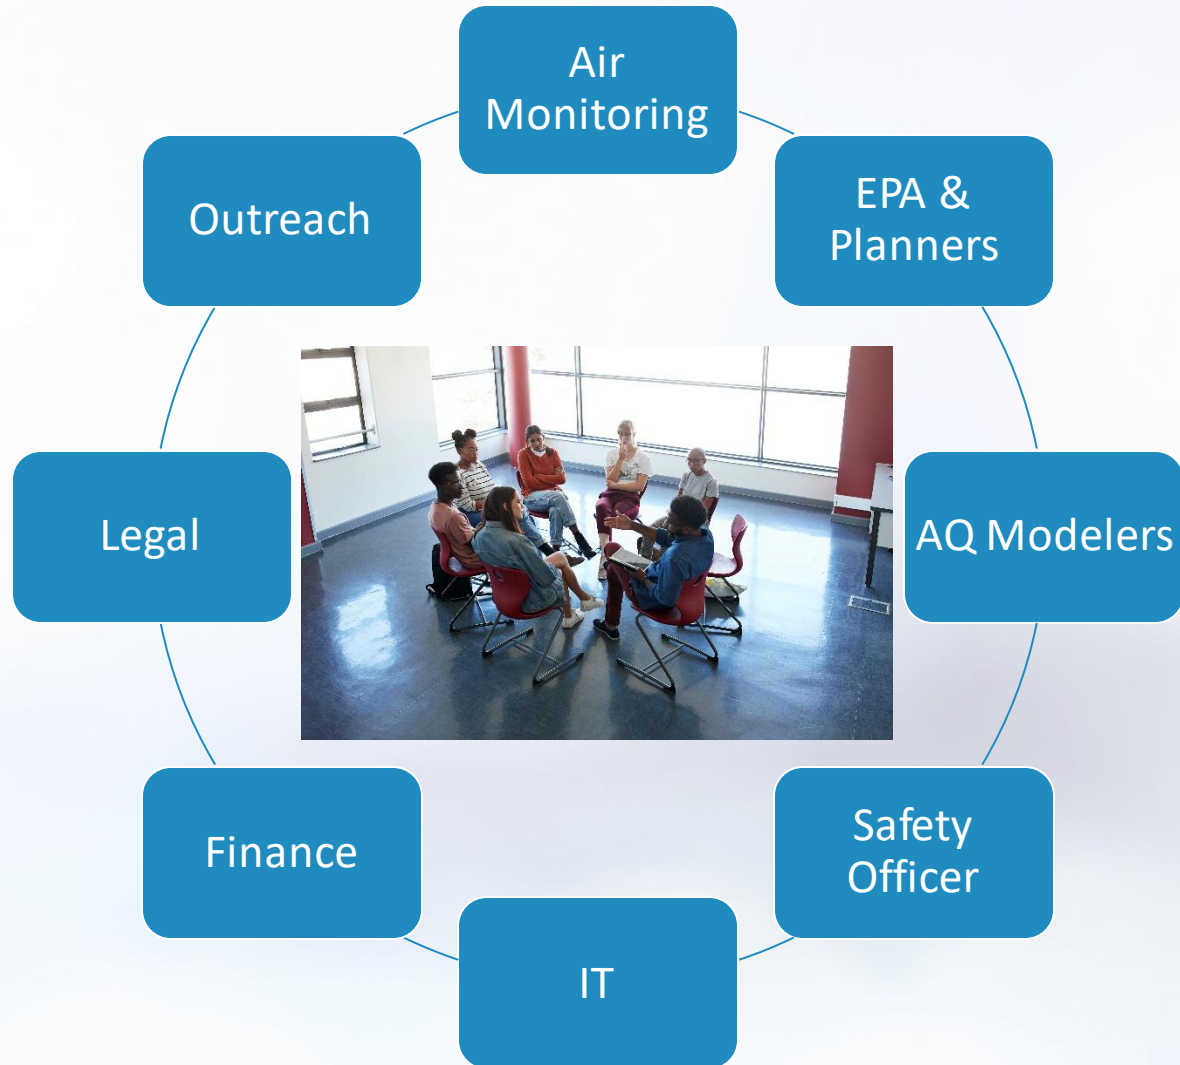 Air
Monitoring
EPA &
Planners
AQ Modelers
Safety
Officer
IT
Finance
Legal
Outreach